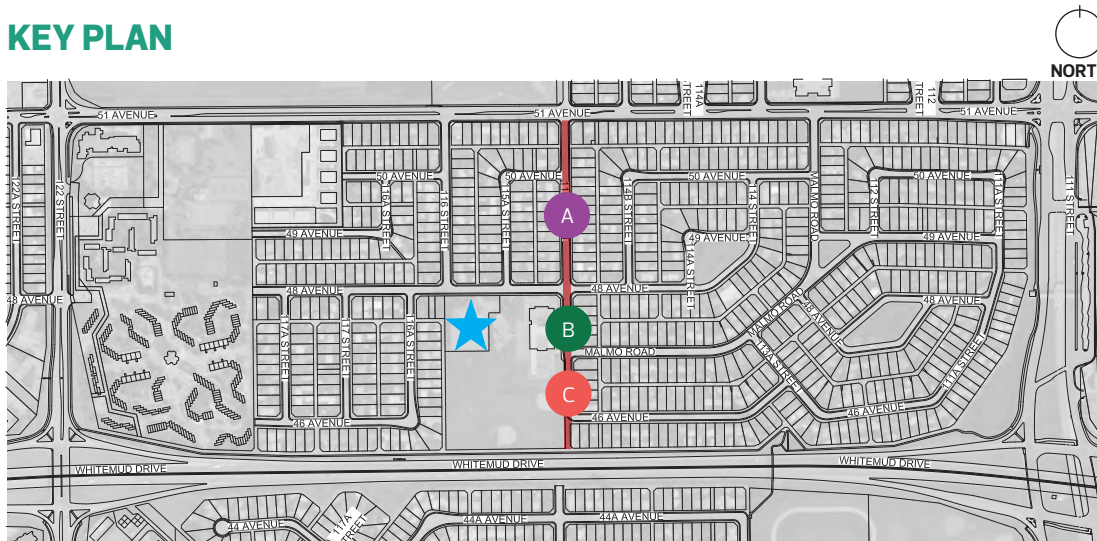 KEY PLAN
NORT
51 AVENUE
51 AVENUE
51 AVENUE
114A
STREET
112
STREET
122A STREET
122 STREET
50 AVENUE
50 AVENUE
50 AVENUE
50 AVENUE
116A STREET
116 STREET
115A STREET
114B STREET
114 STREET
MALMO ROAD
112 STREET
111A STREET
111 STREET
A
49 AVENUE
49 AVENUE
49 AVENUE
114A STREET
48 AVENUE
48 AVENUE
48 AVENUE
48 AVENUE
48 AVENUE
MALMO ROAD
117A STREET
117 STREET
116A STREET
B
MALMO ROAD
113A STREET
111A STREET
C
46 AVENUE
46 AVENUE
46 AVENUE
WHITEMUD DRIVE
WHITEMUD DRIVE
WHITEMUD DRIVE
44 AVENUE
117A
STREET
44A AVENUE
44A AVENUE